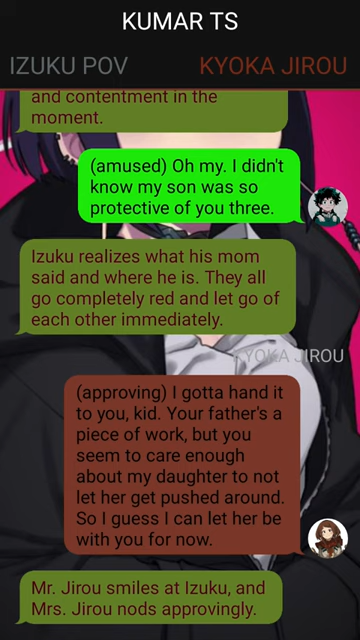 KUMAR TS
IZUKU POV
KYOKA JIROU
and contentment in the
moment.
(amused) Oh my. I didn't
know my son was so
protective of you three.
Izuku realizes what his mom
said and where he is. They all
go completely red and let go of
each other immediately.
KYOKA JIROU
(approving) I gotta hand it
to you, kid. Your father's a
piece of work, but you
seem to care enough
about my daughter to not
let her get pushed around.
So I guess I can let her be
with you for now.
Mr. Jirou smiles at Izuku, and
Mrs. Jirou nods approvingly.